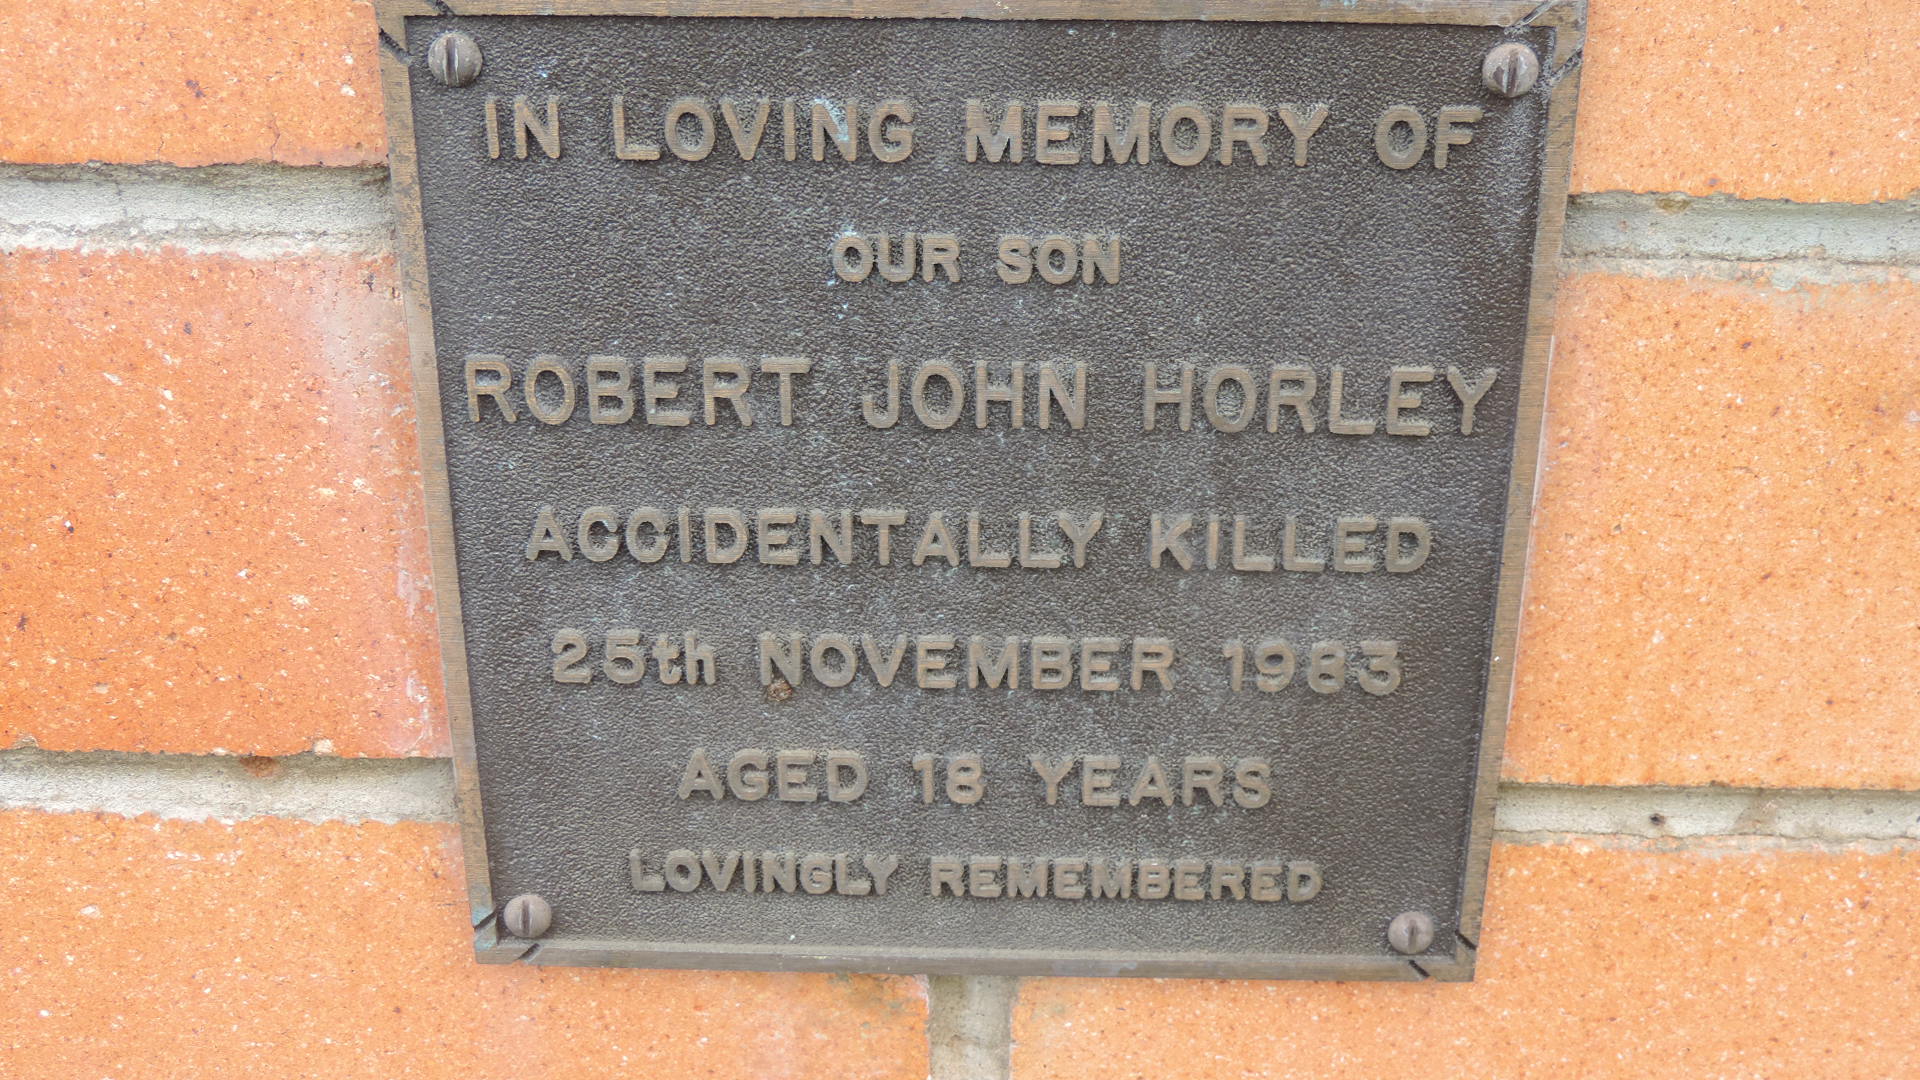 IN LOVING MEMORY OF
OUR SON
ROBERT JOHN HORLEY
ACCIDENTALLY KILLED
25th NOVEMBER 1983
AGED 18 YEARS
LOVINGLY REMEMBERED